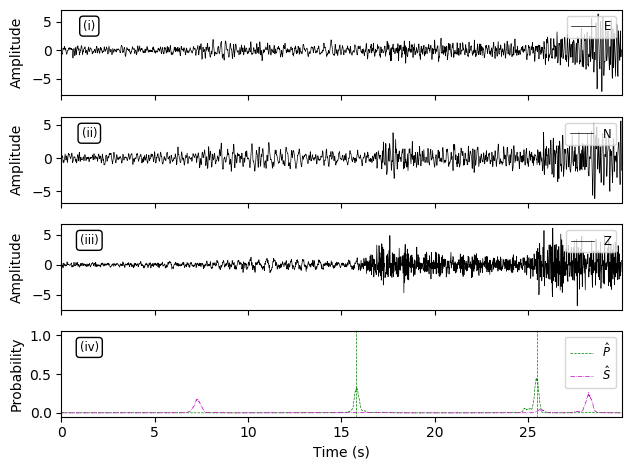 (i)
E
Amplitude
5
0
−5
(ii)
N
Amplitude
5
0
−5
(iii)
Z
Amplitude
5
0
−5
(iv)
P̂
Ŝ
Probability
1.0
0.5
0.0
0 5 10 15 20 25
Time (s)